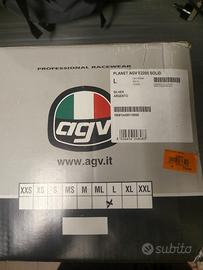 PROFESSIONAL RACEWEAR
PLANET AGV E2205 SOLID
L
SILVER
ARGENTO
agv
www.agv.it
XXS XS S MS M ML L XL XXL
subito